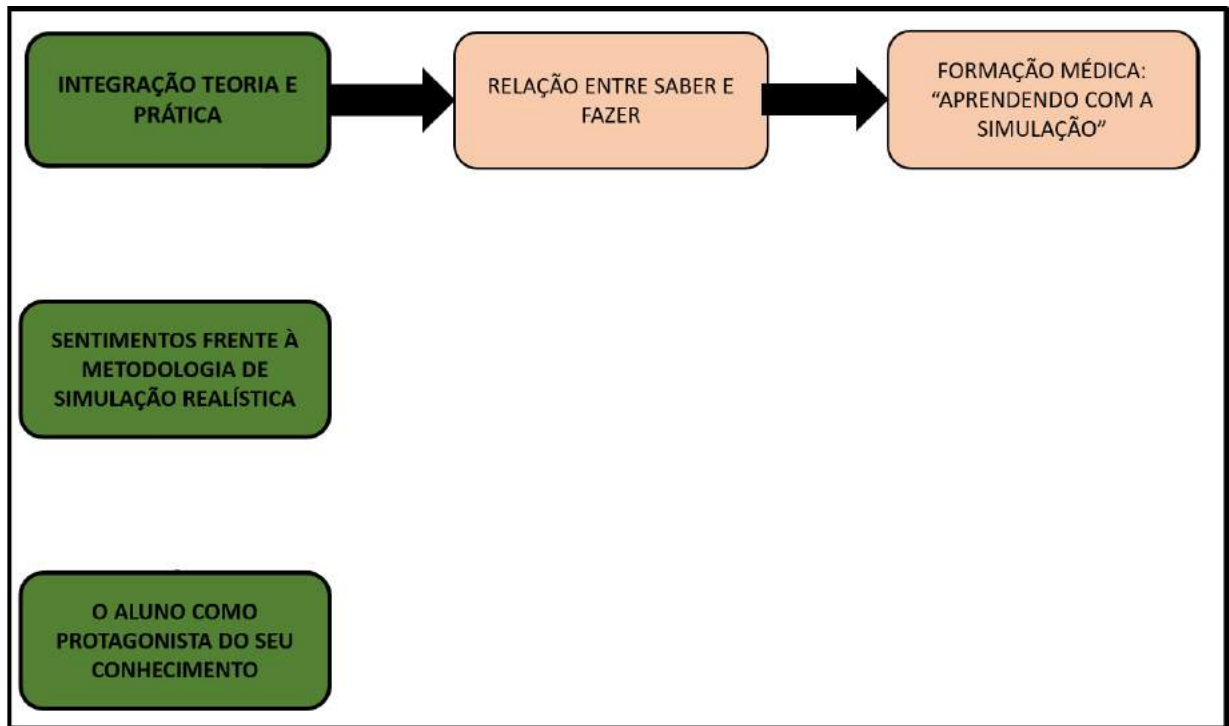 INTEGRAÇÃO TEORIA E
PRÁTICA
RELAÇÃO ENTRE SABER E
FAZER
FORMAÇÃO MÉDICA:
“APRENDENDO COM A
SIMULAÇÃO”
SENTIMENTOS FRENTE À
METODOLOGIA DE
SIMULAÇÃO REALÍSTICA
O ALUNO COMO
PROTAGONISTA DO SEU
CONHECIMENTO